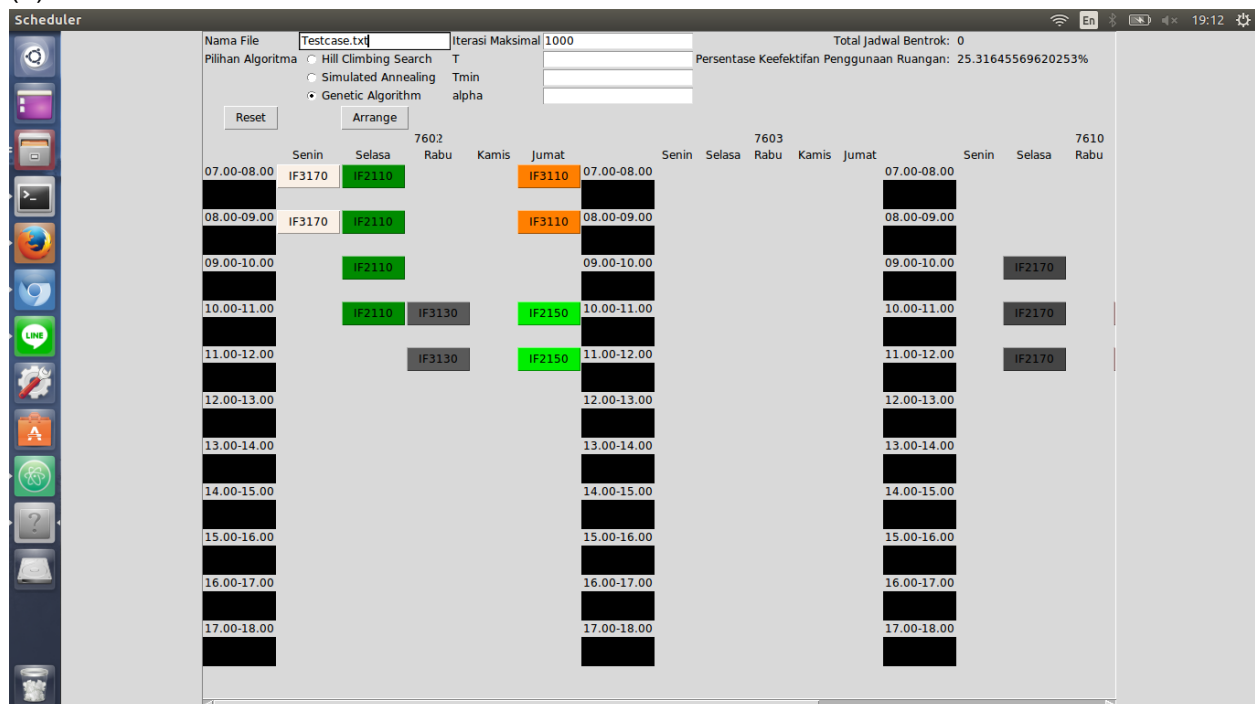 Scheduler En 19:12
Nama File Testcase.txt Iterasi Maksimal 1000 Total Jadwal Bentrok: 0
Pilihan Algoritma Hill Climbing Search T Persentase Keefektifan Penggunaan Ruangan: 25.31645569620253%
Simulated Annealing Tmin
Genetic Algorithm alpha
Reset Arrange
7602 7603 7610
Senin Selasa Rabu Kamis Jumat Senin Selasa Rabu Kamis Jumat Senin Selasa Rabu
07.00-08.00 IF3170 IF2110 IF3110 07.00-08.00 07.00-08.00
08.00-09.00 IF3170 IF2110 IF3110 08.00-09.00 08.00-09.00
09.00-10.00 IF2110 09.00-10.00 09.00-10.00 IF2170
10.00-11.00 IF2110 IF3130 IF2150 10.00-11.00 10.00-11.00 IF2170
LINE
11.00-12.00 IF3130 IF2150 11.00-12.00 11.00-12.00 IF2170
12.00-13.00 12.00-13.00 12.00-13.00
13.00-14.00 13.00-14.00 13.00-14.00
14.00-15.00 14.00-15.00 14.00-15.00
15.00-16.00 15.00-16.00 15.00-16.00
16.00-17.00 16.00-17.00 16.00-17.00
17.00-18.00 17.00-18.00 17.00-18.00